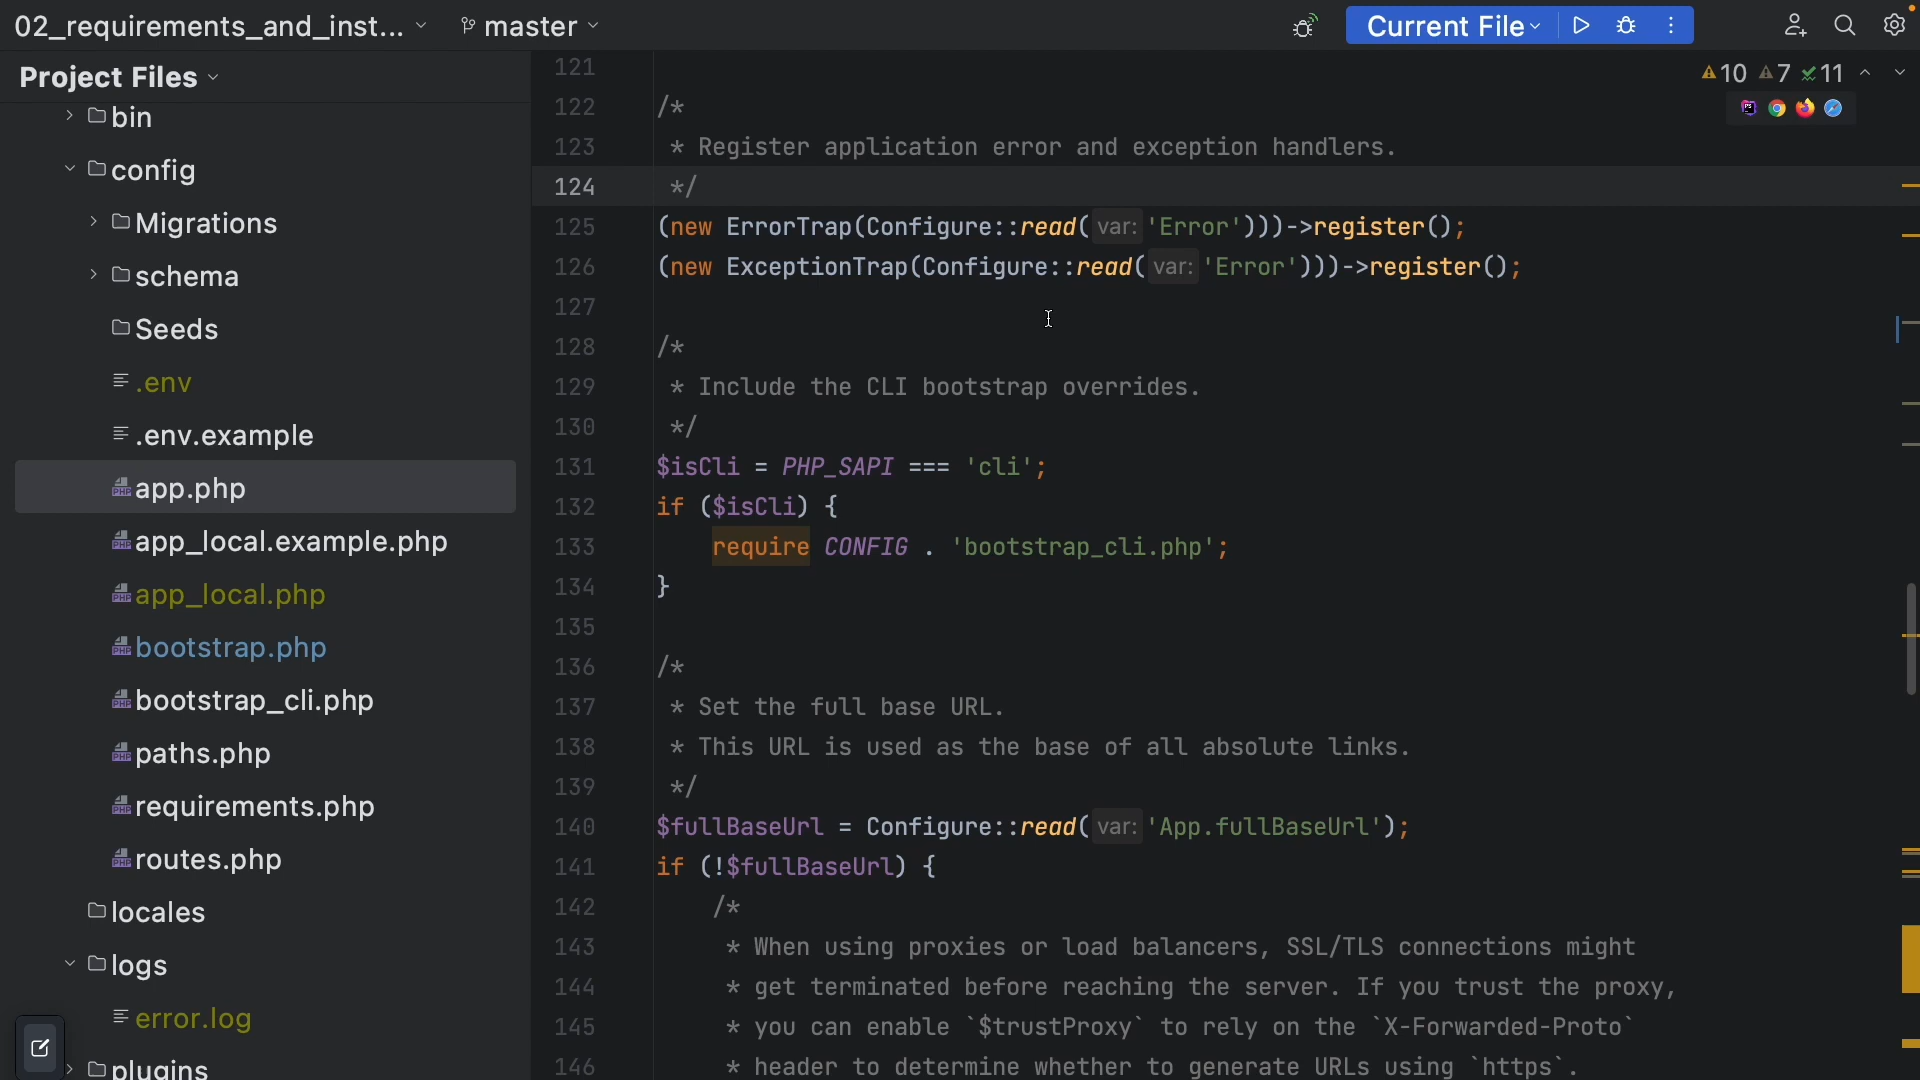 02_requirements_and_inst...
master
Current File
Project Files
bin
config
Migrations
schema
Seeds
.env
.env.example
app.php
app_local.example.php
app_local.php
bootstrap.php
bootstrap_cli.php
paths.php
requirements.php
routes.php
locales
logs
error.log
plugins
10 7 11
121
122 /*
123 * Register application error and exception handlers.
124 */
125 (new ErrorTrap(Configure::read( var: 'Error')))->register();
126 (new ExceptionTrap(Configure::read( var: 'Error')))->register();
127
128 /*
129 * Include the CLI bootstrap overrides.
130 */
131 $isCli = PHP_SAPI === 'cli';
132 if ($isCli) {
133 require CONFIG . 'bootstrap_cli.php';
134 }
135
136 /*
137 * Set the full base URL.
138 * This URL is used as the base of all absolute links.
139 */
140 $fullBaseUrl = Configure::read( var: 'App.fullBaseUrl');
141 if (!$fullBaseUrl) {
142 /*
143 * When using proxies or load balancers, SSL/TLS connections might
144 * get terminated before reaching the server. If you trust the proxy,
145 * you can enable `$trustProxy` to rely on the `X-Forwarded-Proto`
146 * header to determine whether to generate URLs using `https`.